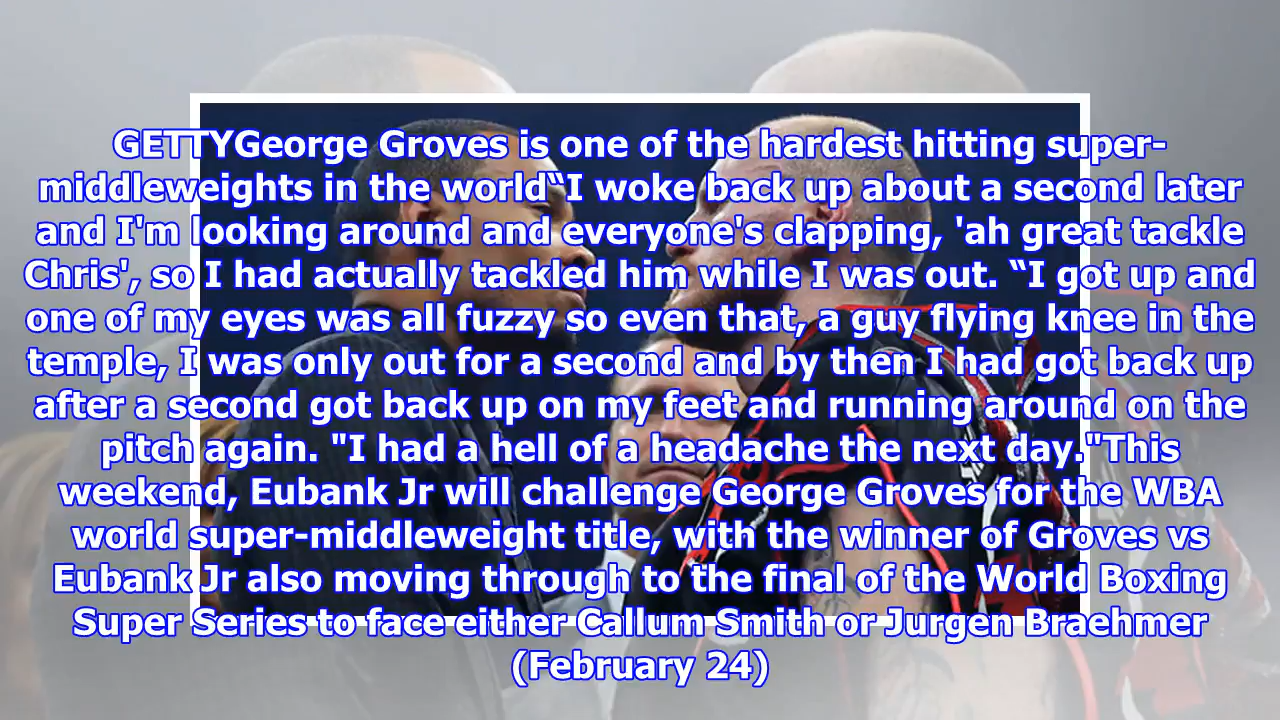 GETTYGeorge Groves is one of the hardest hitting super-
middleweights in the world“I woke back up about a second later
and I'm looking around and everyone's clapping, 'ah great tackle
Chris', so I had actually tackled him while I was out. “I got up and
one of my eyes was all fuzzy so even that, a guy flying knee in the
temple, I was only out for a second and by then I had got back up
after a second got back up on my feet and running around on the
pitch again. "I had a hell of a headache the next day."This
weekend, Eubank Jr will challenge George Groves for the WBA
world super-middleweight title, with the winner of Groves vs
Eubank Jr also moving through to the final of the World Boxing
Super Series to face either Callum Smith or Jurgen Braehmer
(February 24)